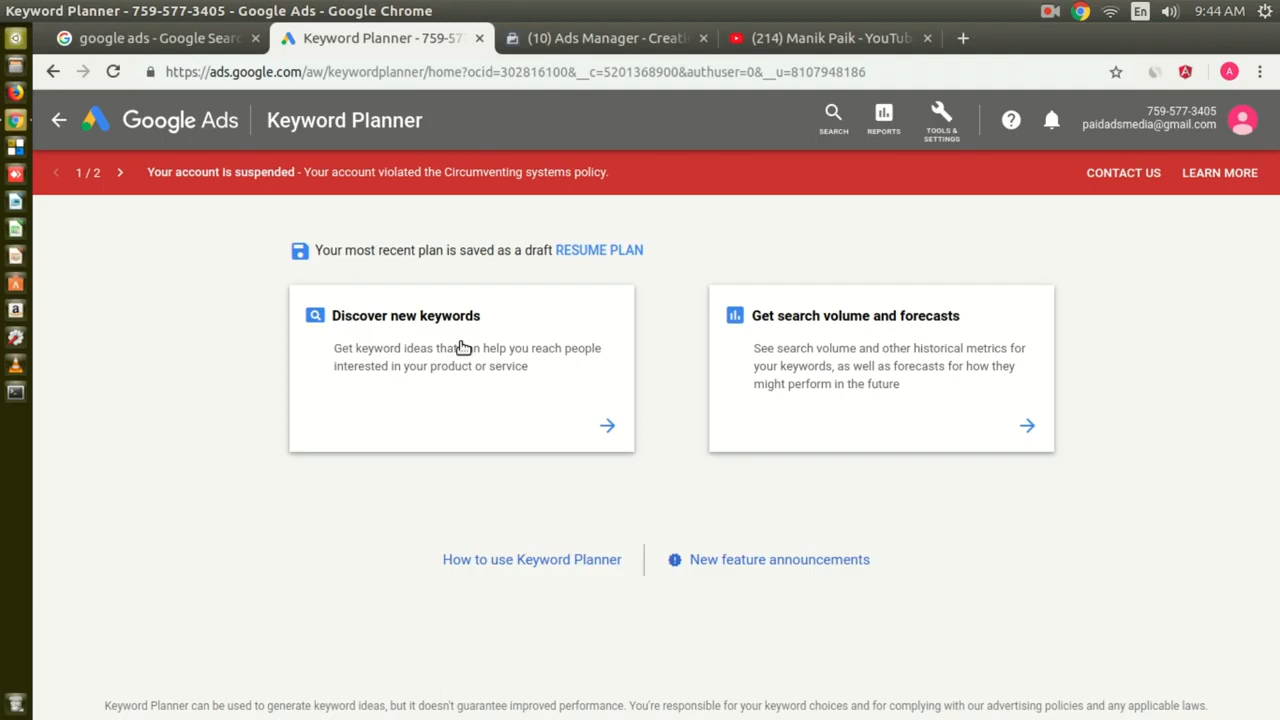 Keyword Planner - 759-577-3405 - Google Ads - Google Chrome
En
9:44 AM
google ads - Google Sear
Keyword Planner - 759-57
(10) Ads Manager - Creati
(214) Manik Paik - YouTub
https://ads.google.com/aw/keywordplanner/home?ocid=302816100&__c=5201368900&authuser=0&__u=8107948186
A
Google Ads
Keyword Planner
SEARCH
REPORTS
TOOLS &
SETTINGS
759-577-3405
paidadsmedia@gmail.com
1 / 2
Your account is suspended - Your account violated the Circumventing systems policy.
CONTACT US
LEARN MORE
Your most recent plan is saved as a draft RESUME PLAN
Discover new keywords
Get keyword ideas that can help you reach people
interested in your product or service
Get search volume and forecasts
See search volume and other historical metrics for
your keywords, as well as forecasts for how they
might perform in the future
How to use Keyword Planner
New feature announcements
Keyword Planner can be used to generate keyword ideas, but it doesn't guarantee improved performance. You're responsible for your keyword choices and for complying with our advertising policies and any applicable laws.